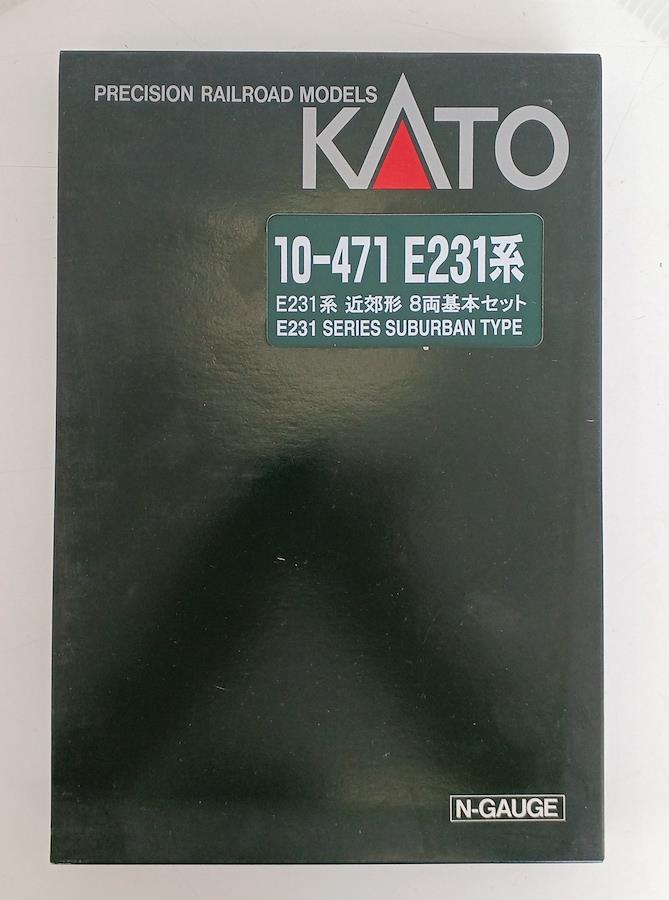 PRECISION RAILROAD MODELS
KATO
10-471 E231系
E231系 近郊形 8両基本セット
E231 SERIES SUBURBAN TYPE
N-GAUGE